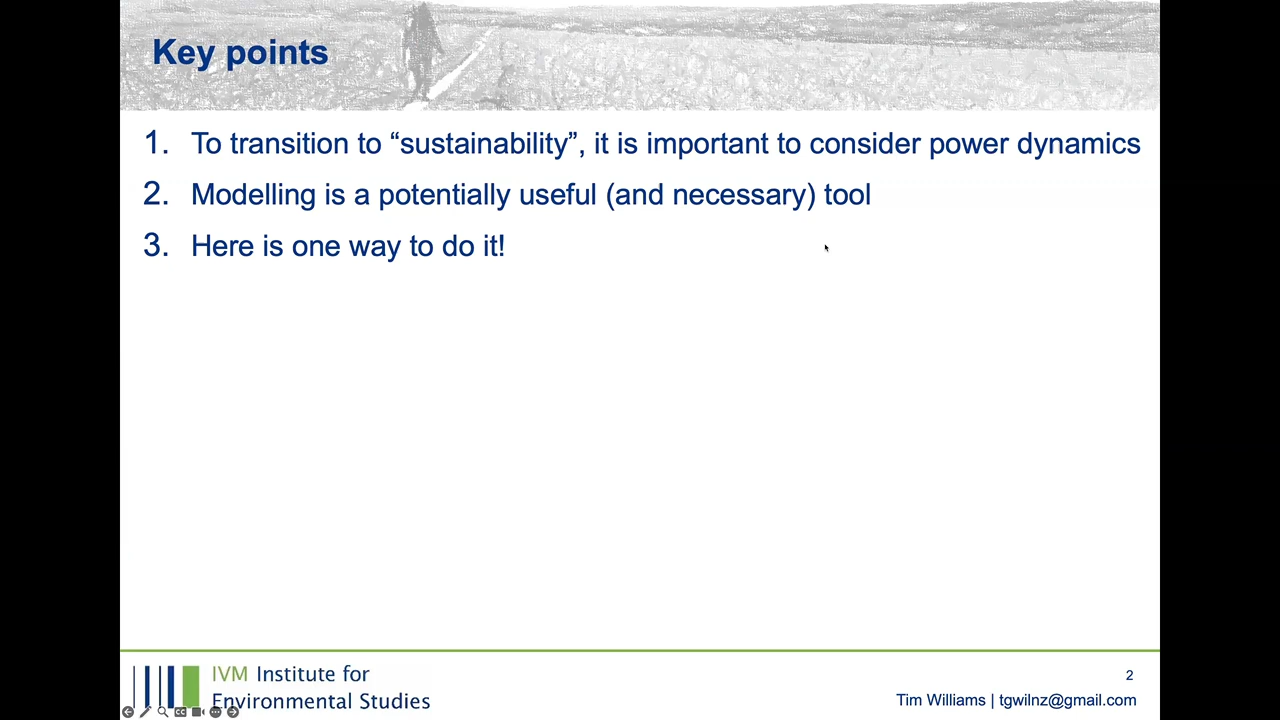 Key points
1. To transition to “sustainability”, it is important to consider power dynamics
2. Modelling is a potentially useful (and necessary) tool
3. Here is one way to do it!
IVM Institute for
Environmental Studies
2
Tim Williams | tgwilnz@gmail.com